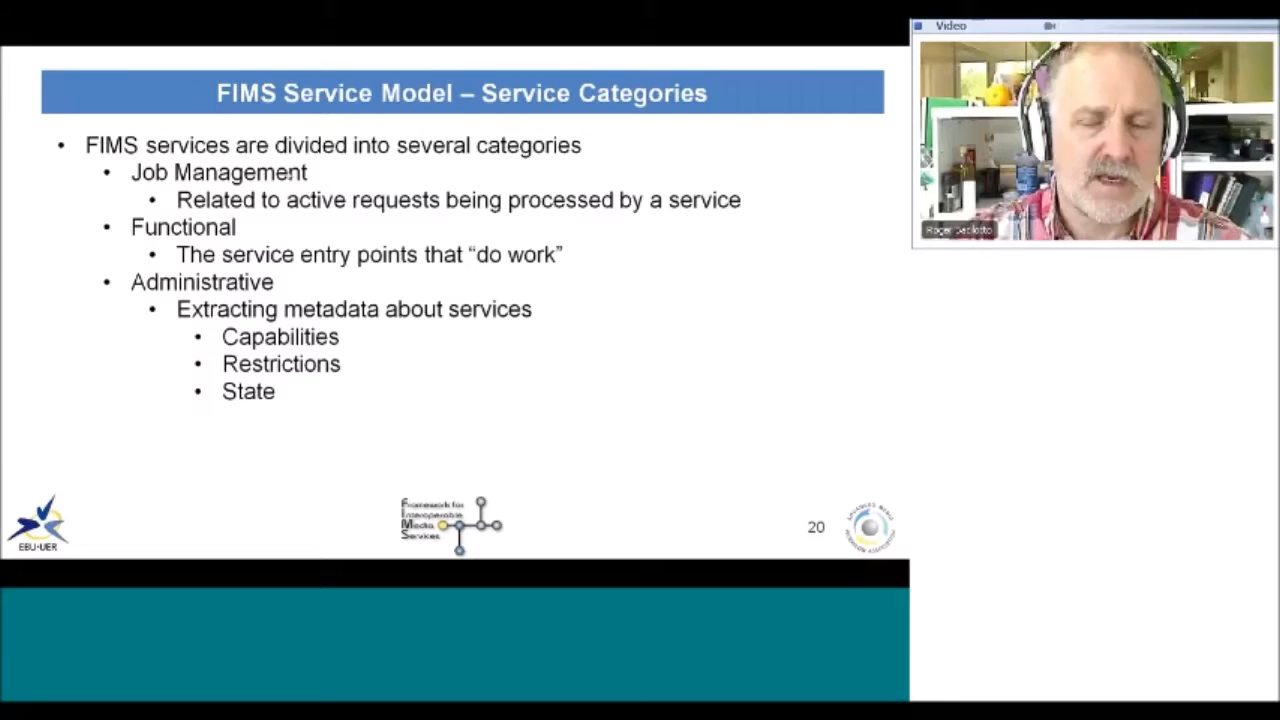 FIMS Service Model – Service Categories
• FIMS services are divided into several categories
• Job Management
• Related to active requests being processed by a service
• Functional
• The service entry points that “do work”
• Administrative
• Extracting metadata about services
• Capabilities
• Restrictions
• State
EBU·UER
Framework for
Interoperable
Media
Services
20
Video
Roger